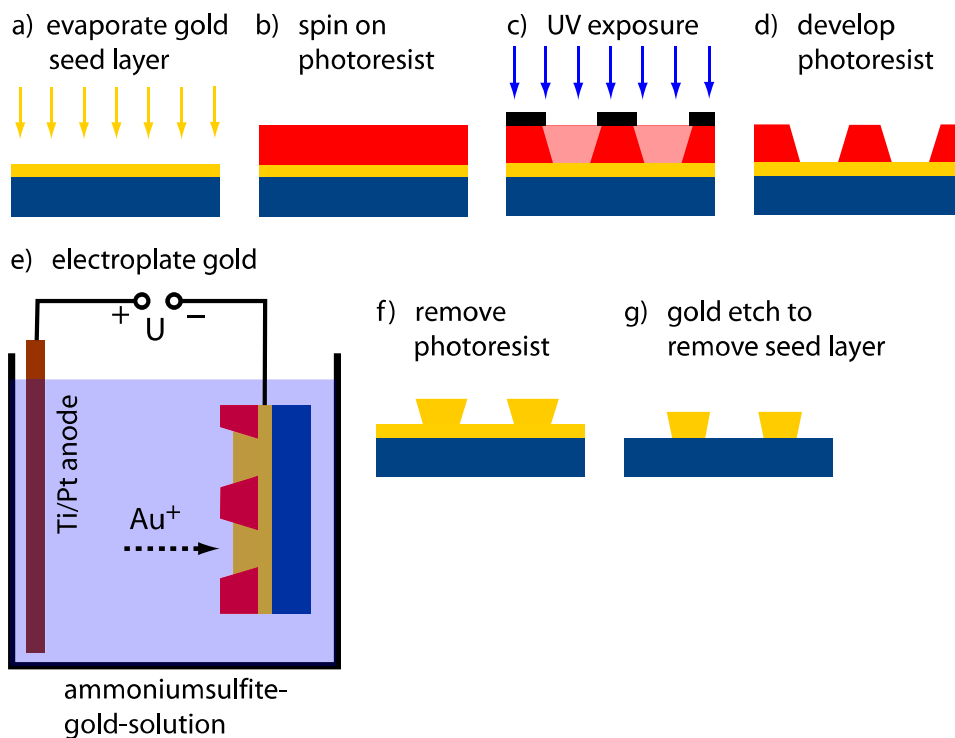 a) evaporate gold
seed layer
b) spin on
photoresist
c) UV exposure
d) develop
photoresist
e) electroplate gold
+ U −
Ti/Pt anode
Au⁺
ammoniumsulfite-
gold-solution
f) remove
photoresist
g) gold etch to
remove seed layer